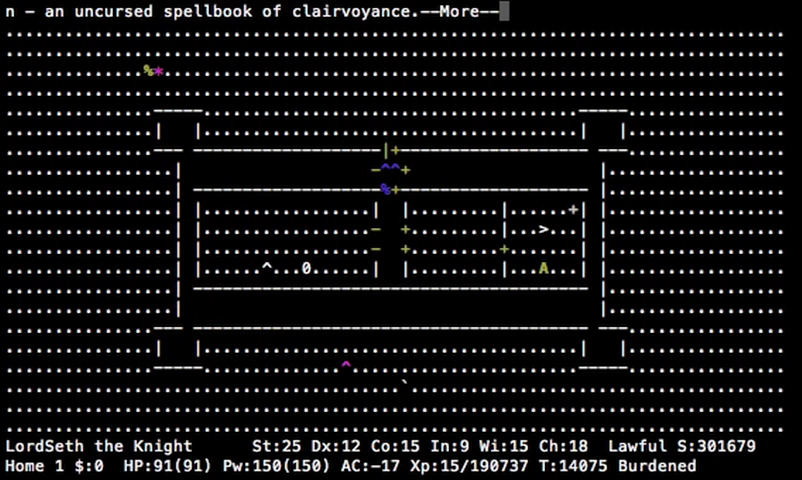 n - an uncursed spellbook of clairvoyance.--More--
LordSeth the Knight St:25 Dx:12 Co:15 In:9 Wi:15 Ch:18 Lawful S:301679
Home 1 $:0 HP:91(91) Pw:150(150) AC:-17 Xp:15/190737 T:14075 Burdened